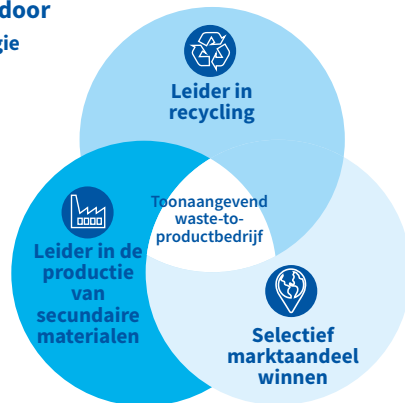 door
gie
Leider in
recycling
Toonaangevend
waste-to-
productbedrijf
Leider in de
productie
van
secundaire
materialen
Selectief
marktaandeel
winnen